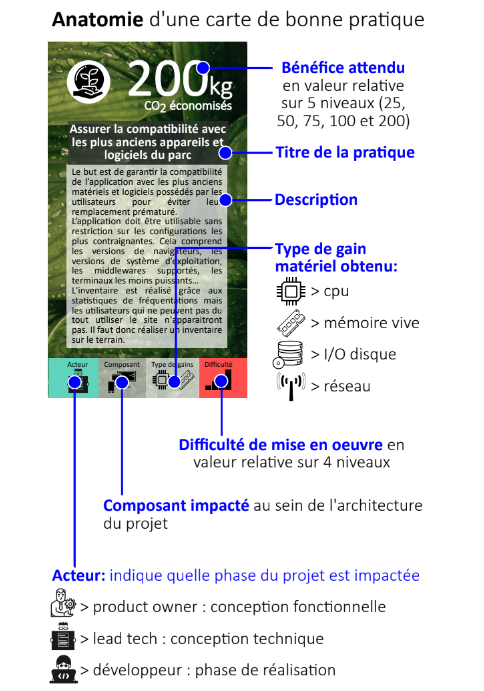 Anatomie d'une carte de bonne pratique
200kg
CO2 économisés
Assurer la compatibilité avec
les plus anciens appareils et
logiciels du parc
Le but est de garantir la compatibilité
de l'application avec les plus anciens
matériels et logiciels possédés par les
utilisateurs pour éviter leur
remplacement prématuré.
L'application doit être utilisable sans
restriction sur les configurations les
plus contraignantes. Cela comprend
les versions de navigateurs, les
versions de système d'exploitation,
les middlewares supportés, les
terminaux les moins puissants...
L'inventaire est réalisé grâce aux
statistiques de fréquentations mais
les utilisateurs qui ne peuvent pas du
tout utiliser le site n'apparaitront
pas. Il faut donc réaliser un inventaire
sur le terrain.
Acteur
Composant
Type de gains
Difficulté
Bénéfice attendu
en valeur relative
sur 5 niveaux (25,
50, 75, 100 et 200)
Titre de la pratique
Description
Type de gain
matériel obtenu:
> cpu
> mémoire vive
> I/O disque
> réseau
Difficulté de mise en oeuvre en
valeur relative sur 4 niveaux
Composant impacté au sein de l'architecture
du projet
Acteur: indique quelle phase du projet est impactée
> product owner : conception fonctionnelle
> lead tech : conception technique
> développeur : phase de réalisation